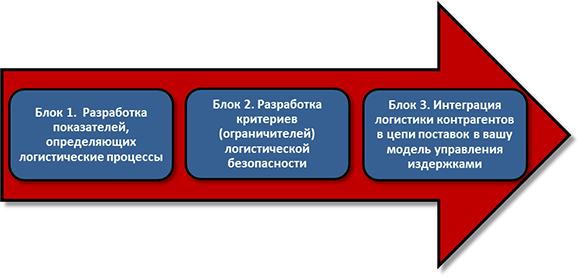 Блок 1.  Разработка
показателей,
определяющих
логистические процессы
Блок 2. Разработка
критериев
(ограничителей)
логистической
безопасности
Блок 3. Интеграция
логистики контрагентов
в цепи поставок в вашу
модель управления
издержками